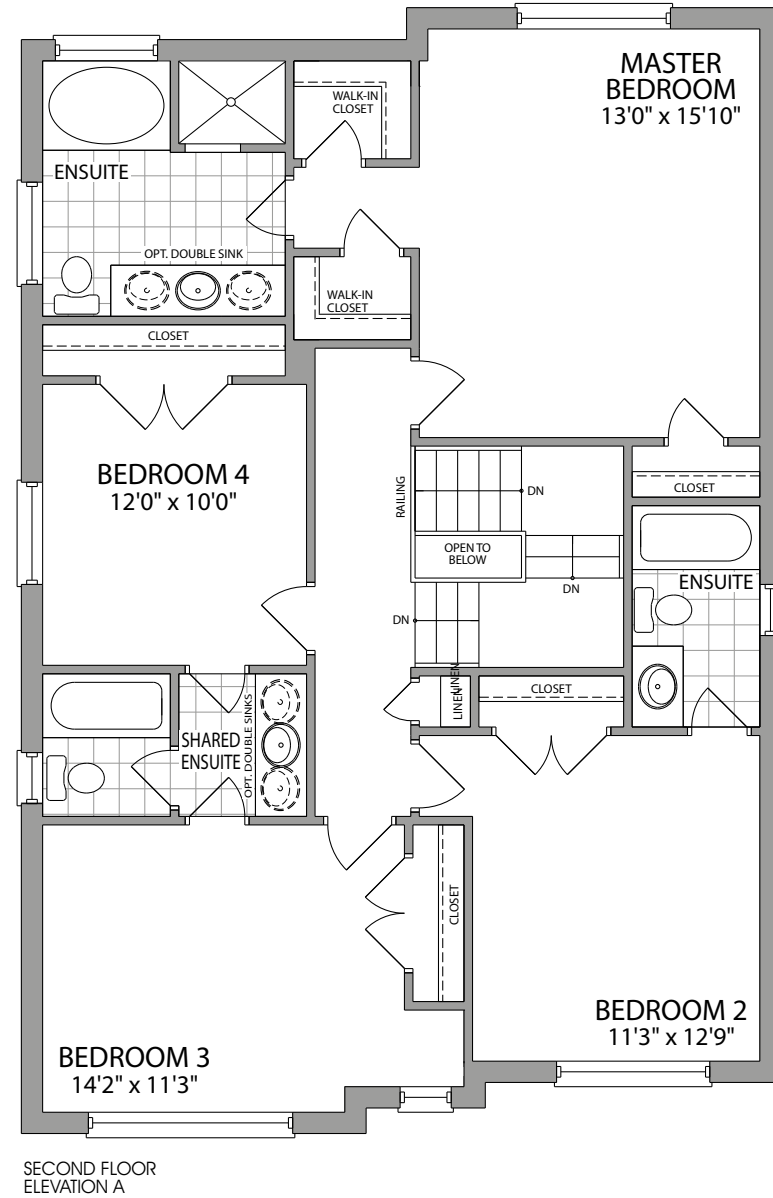 MASTER
BEDROOM
13'0" x 15'10"
WALK-IN
CLOSET
ENSUITE
OPT. DOUBLE SINK
WALK-IN
CLOSET
CLOSET
BEDROOM 4
12'0" x 10'0"
RAILING
DN
OPEN TO
BELOW
DN
DN
CLOSET
ENSUITE
LINEN
LINEN
CLOSET
SHARED
ENSUITE
OPT. DOUBLE SINKS
CLOSET
BEDROOM 2
11'3" x 12'9"
BEDROOM 3
14'2" x 11'3"
SECOND FLOOR
ELEVATION A